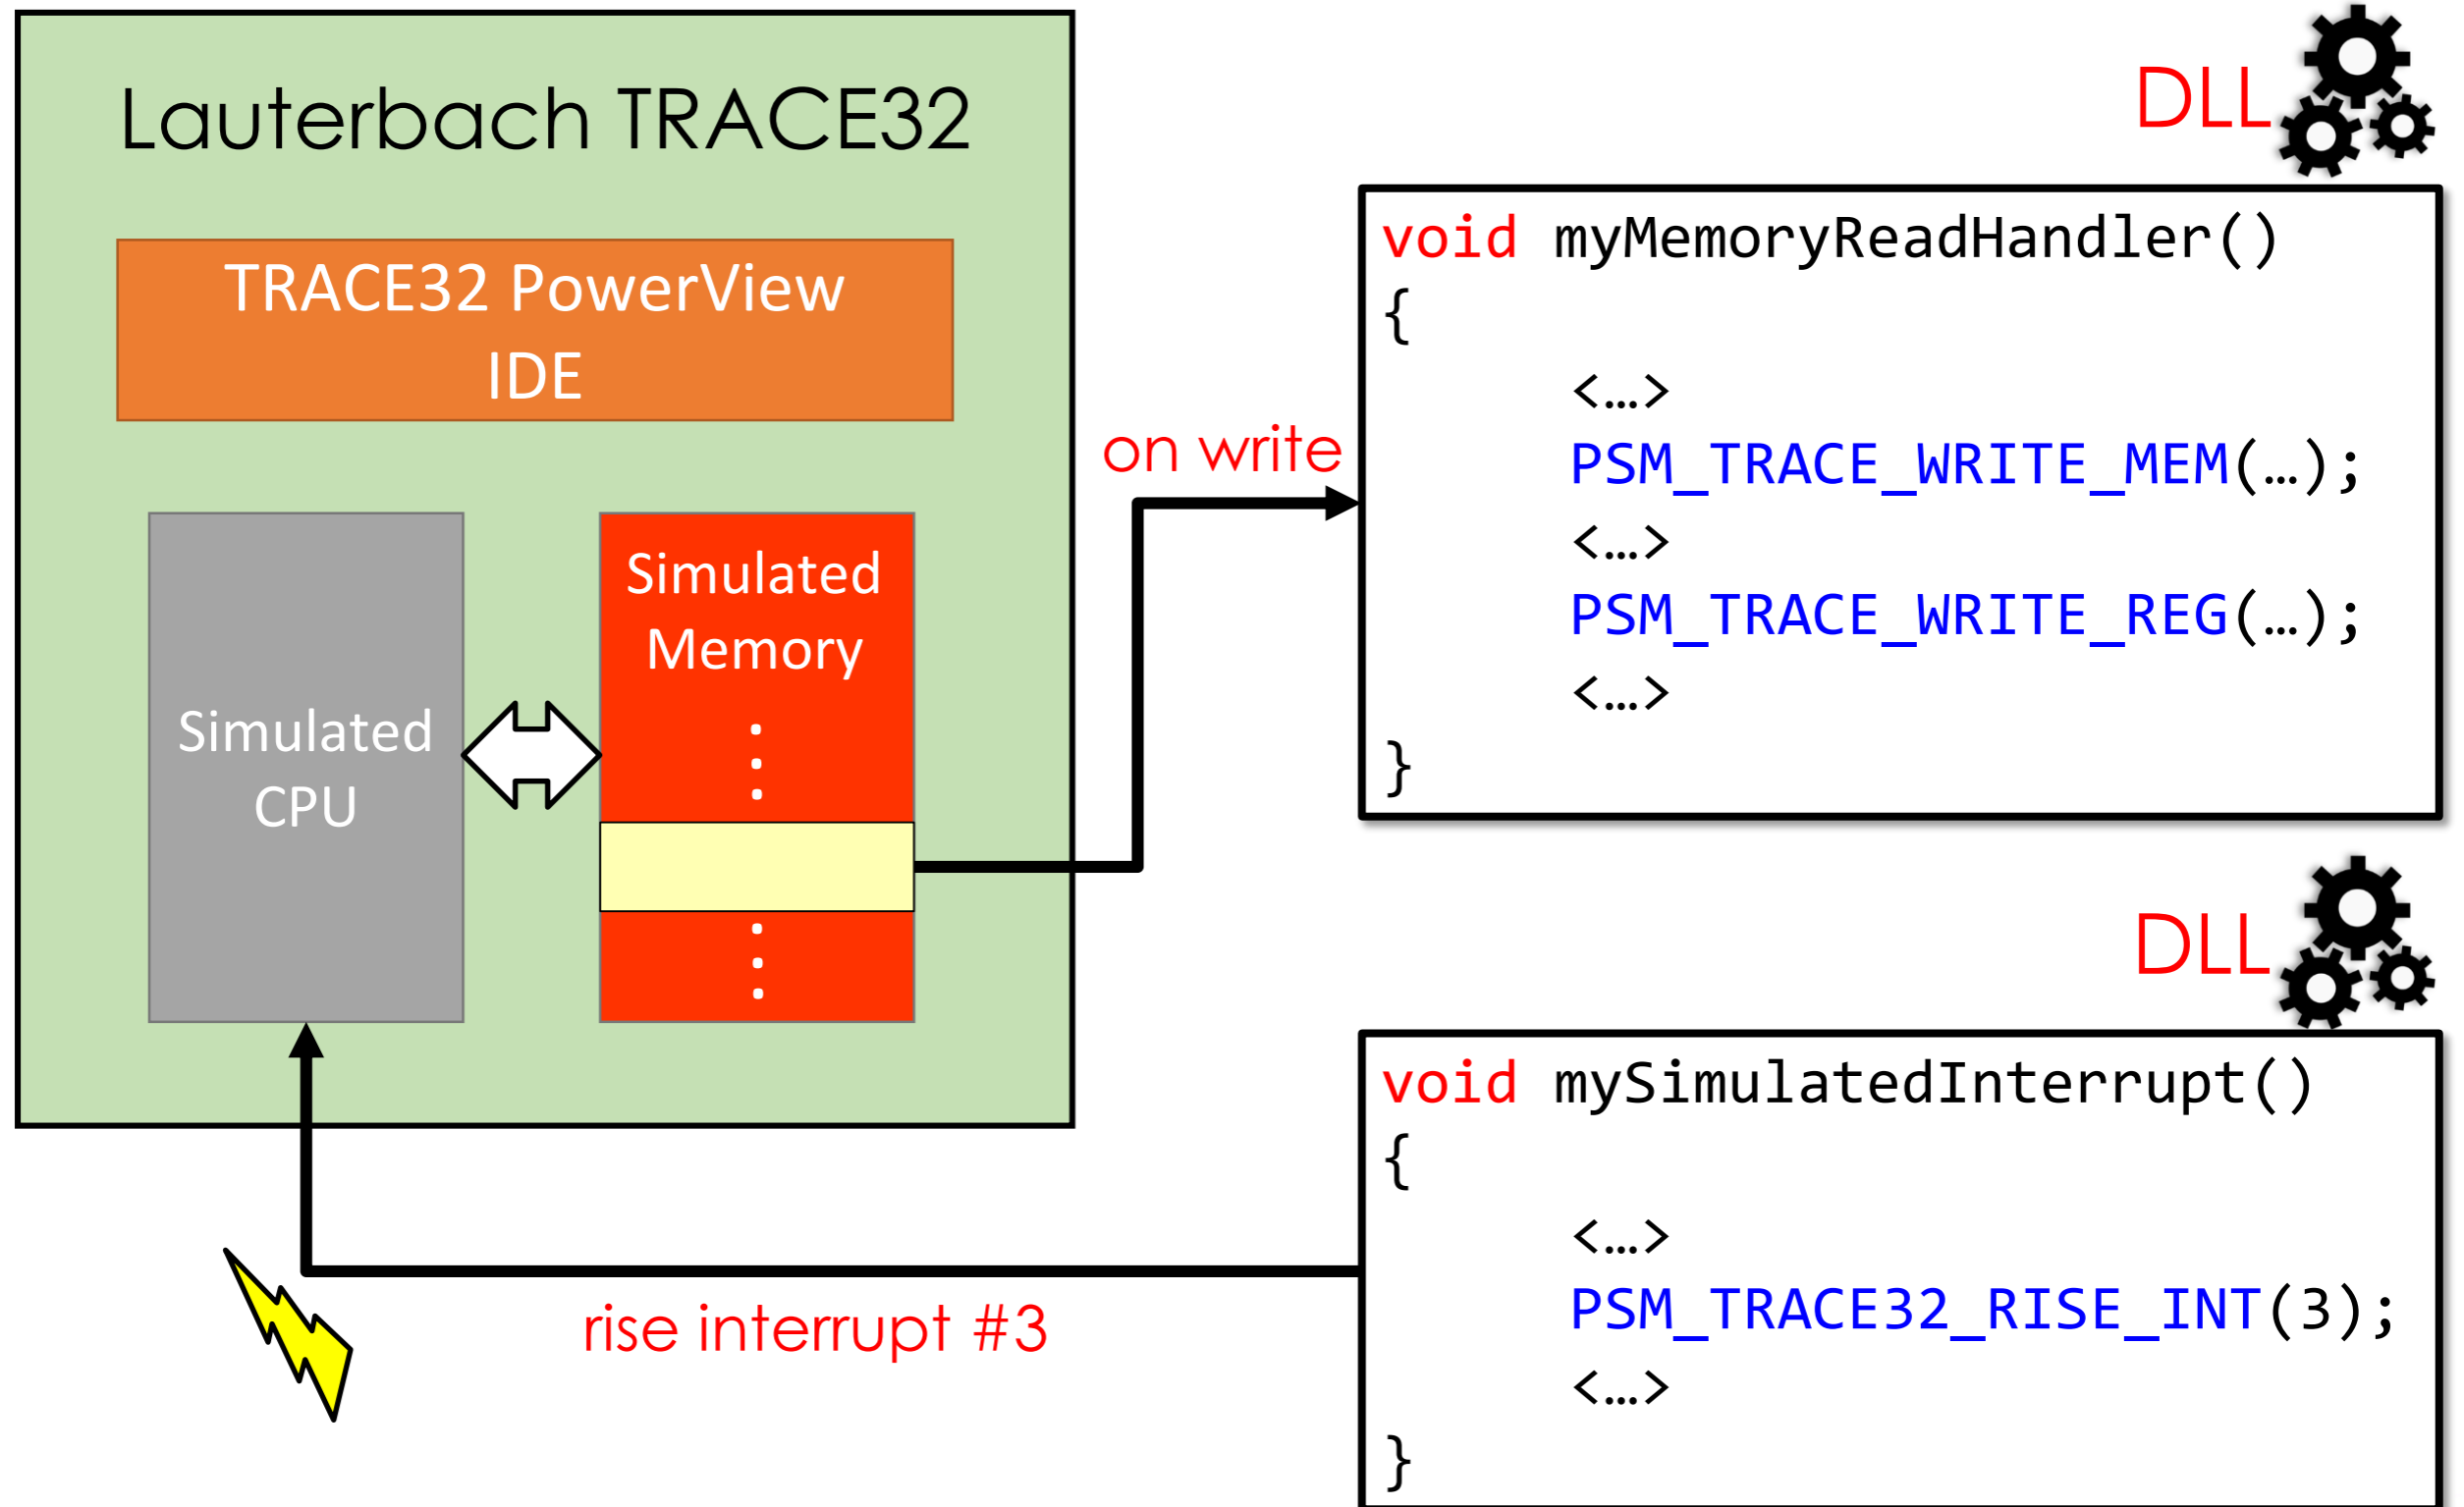 Lauterbach TRACE32
TRACE32 PowerView
IDE
Simulated
CPU
Simulated
Memory
on write
DLL
void myMemoryReadHandler()
{
<…>
PSM_TRACE_WRITE_MEM(…);
<…>
PSM_TRACE_WRITE_REG(…);
<…>
}
DLL
void mySimulatedInterrupt()
{
<…>
PSM_TRACE32_RISE_INT(3);
<…>
}
rise interrupt #3